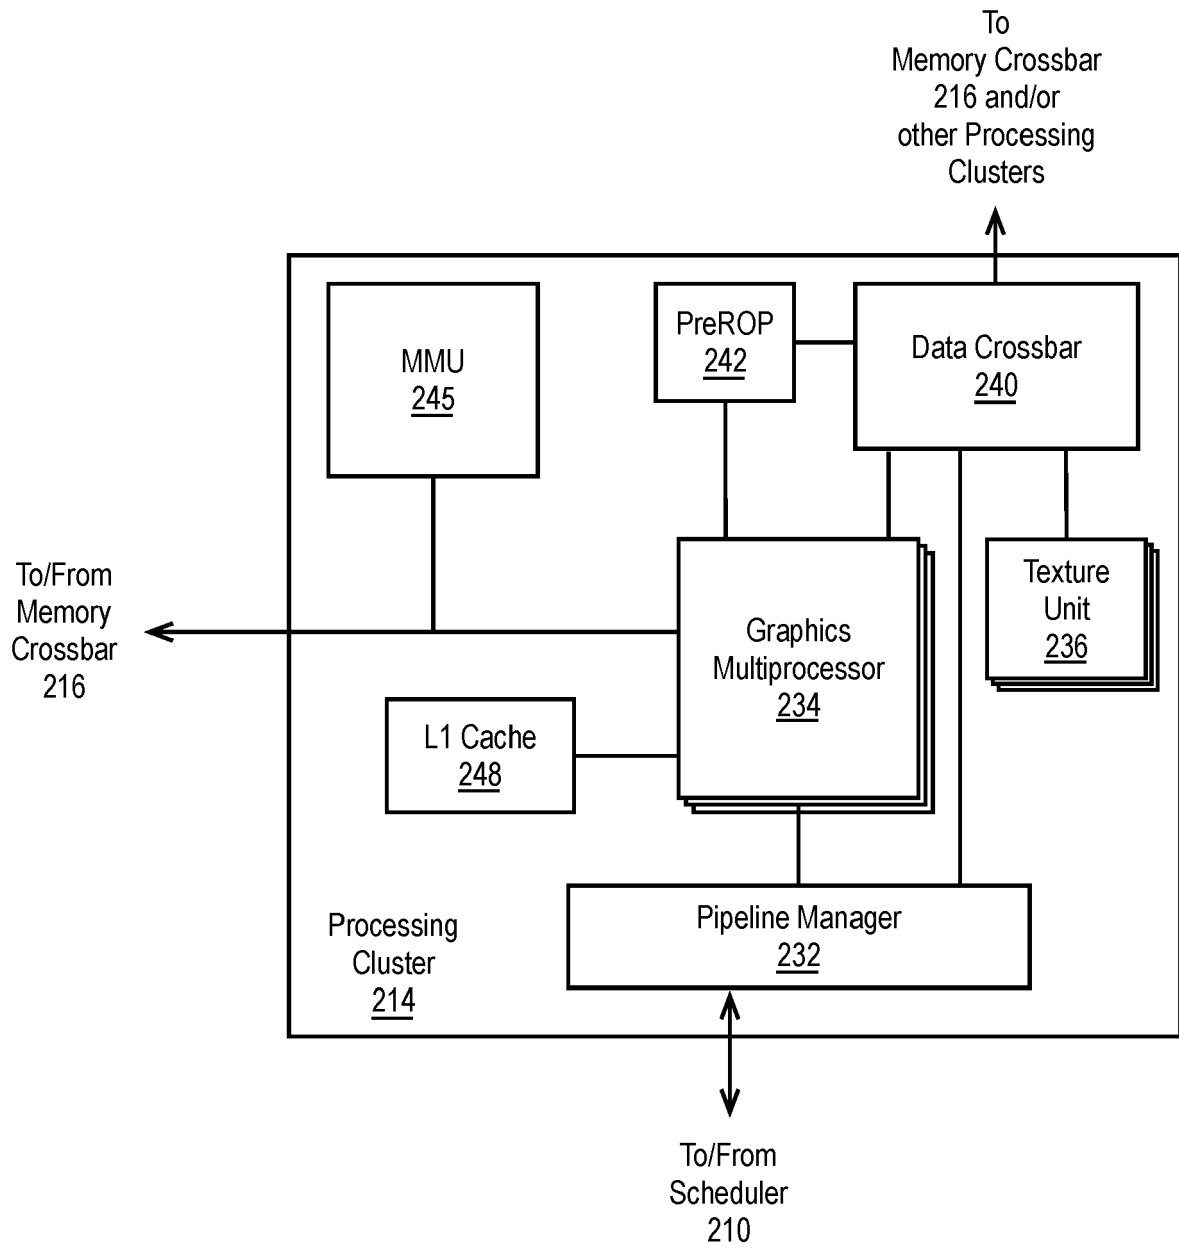 To
Memory Crossbar
216 and/or
other Processing
Clusters
MMU
245
PreROP
242
Data Crossbar
240
To/From
Memory
Crossbar
216
Graphics
Multiprocessor
234
Texture
Unit
236
L1 Cache
248
Pipeline Manager
232
Processing
Cluster
214
To/From
Scheduler
210